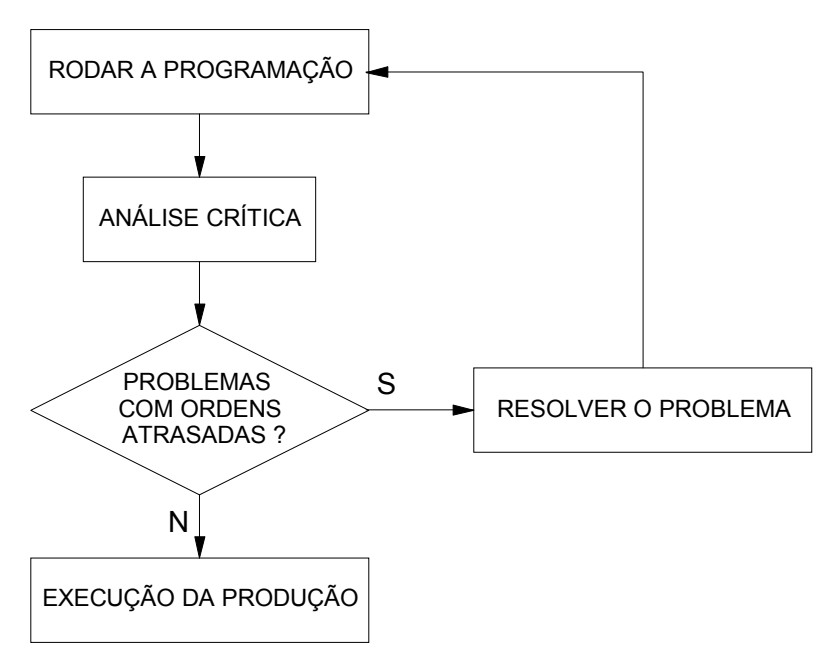 RODAR A PROGRAMAÇÃO
ANÁLISE CRÍTICA
PROBLEMAS
COM ORDENS
ATRASADAS ?
S
RESOLVER O PROBLEMA
N
EXECUÇÃO DA PRODUÇÃO